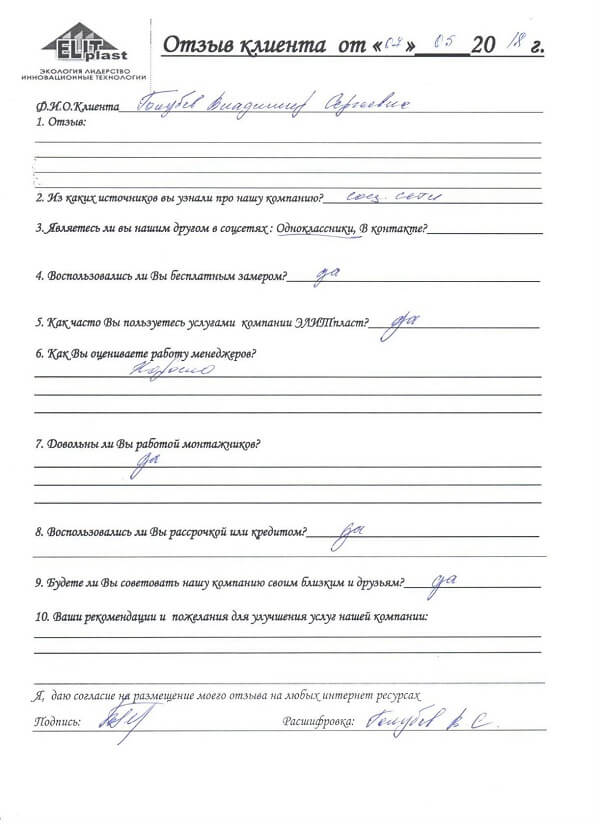 ELIT
plast
ЭКОЛОГИЯ ЛИДЕРСТВО
ИННОВАЦИОННЫЕ ТЕХНОЛОГИИ
Отзыв клиента от «07» 05 2018 г.
Ф.И.О.Клиента Голубев Владимир Сергеевич
1. Отзыв:
2. Из каких источников вы узнали про нашу компанию? соц. сети
3. Являетесь ли вы нашим другом в соцсетях : Одноклассники, В контакте?
4. Воспользовались ли Вы бесплатным замером? да
5. Как часто Вы пользуетесь услугами компании ЭЛИТпласт? да
6. Как Вы оцениваете работу менеджеров?
Хорошо
7. Довольны ли Вы работой монтажников?
да
8. Воспользовались ли Вы рассрочкой или кредитом? да
9. Будете ли Вы советовать нашу компанию своим близким и друзьям? да
10. Ваши рекомендации и пожелания для улучшения услуг нашей компании:
Я, даю согласие на размещение моего отзыва на любых интернет ресурсах
Подпись: Расшифровка: Голубев В С.